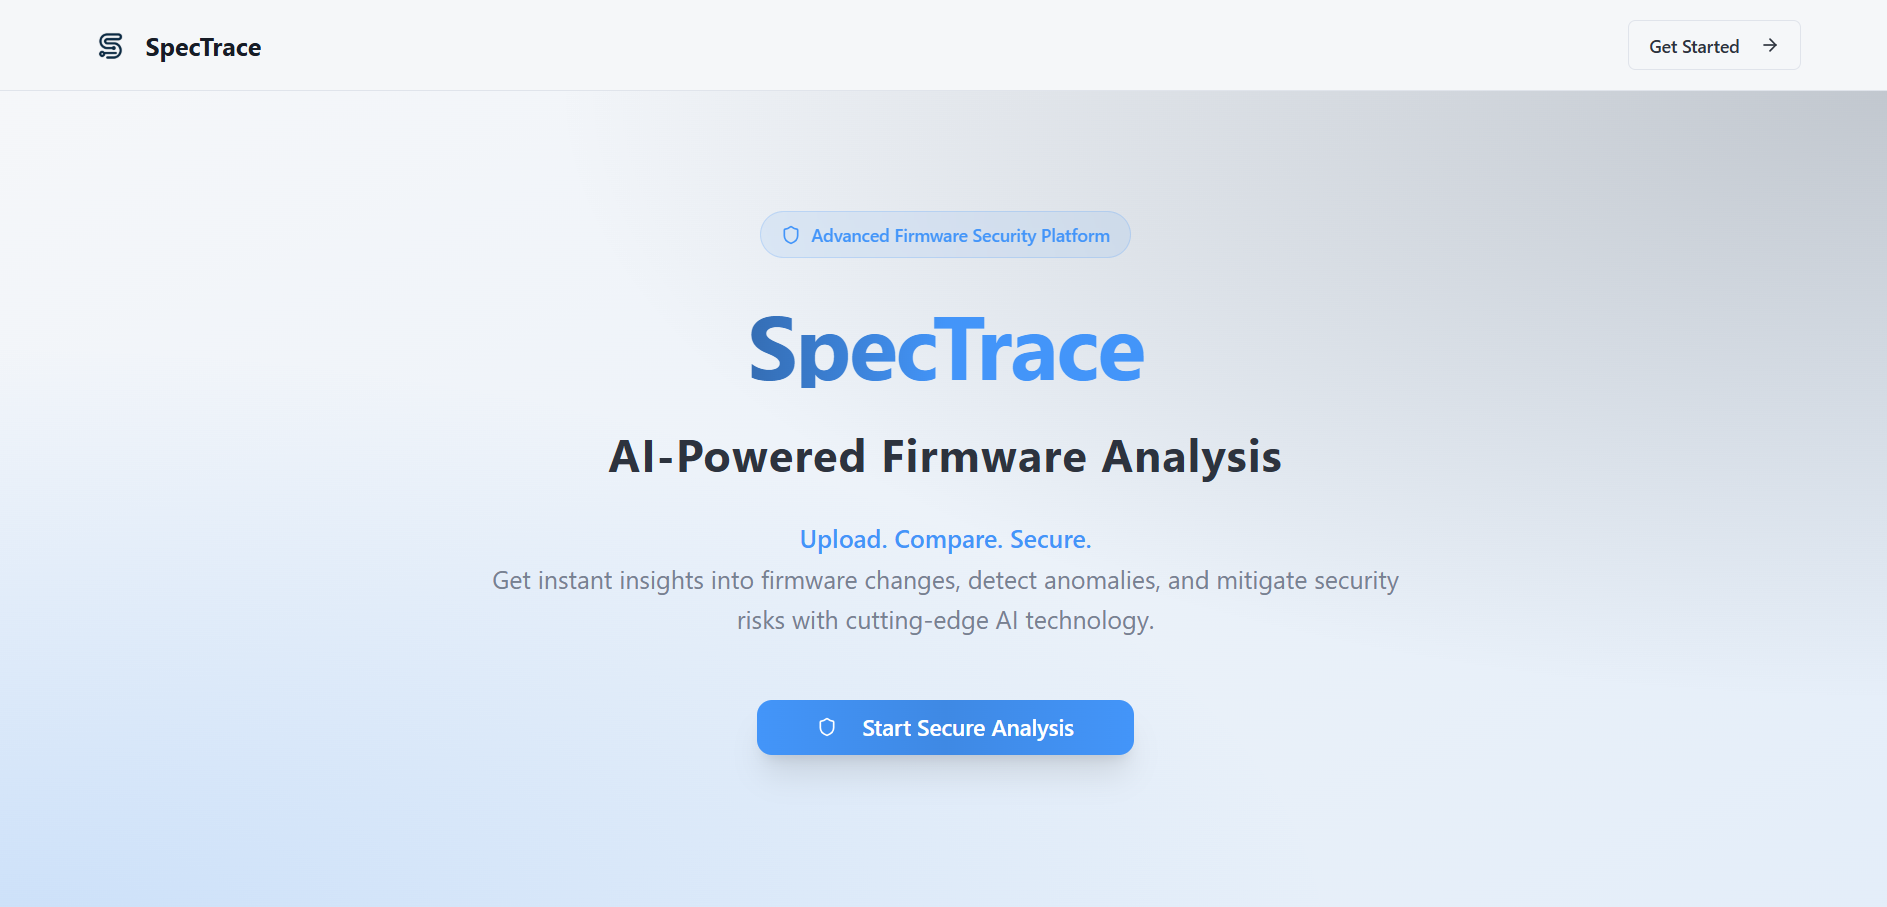 SpecTrace
Get Started
Advanced Firmware Security Platform
SpecTrace
AI-Powered Firmware Analysis
Upload. Compare. Secure.
Get instant insights into firmware changes, detect anomalies, and mitigate security
risks with cutting-edge AI technology.
Start Secure Analysis